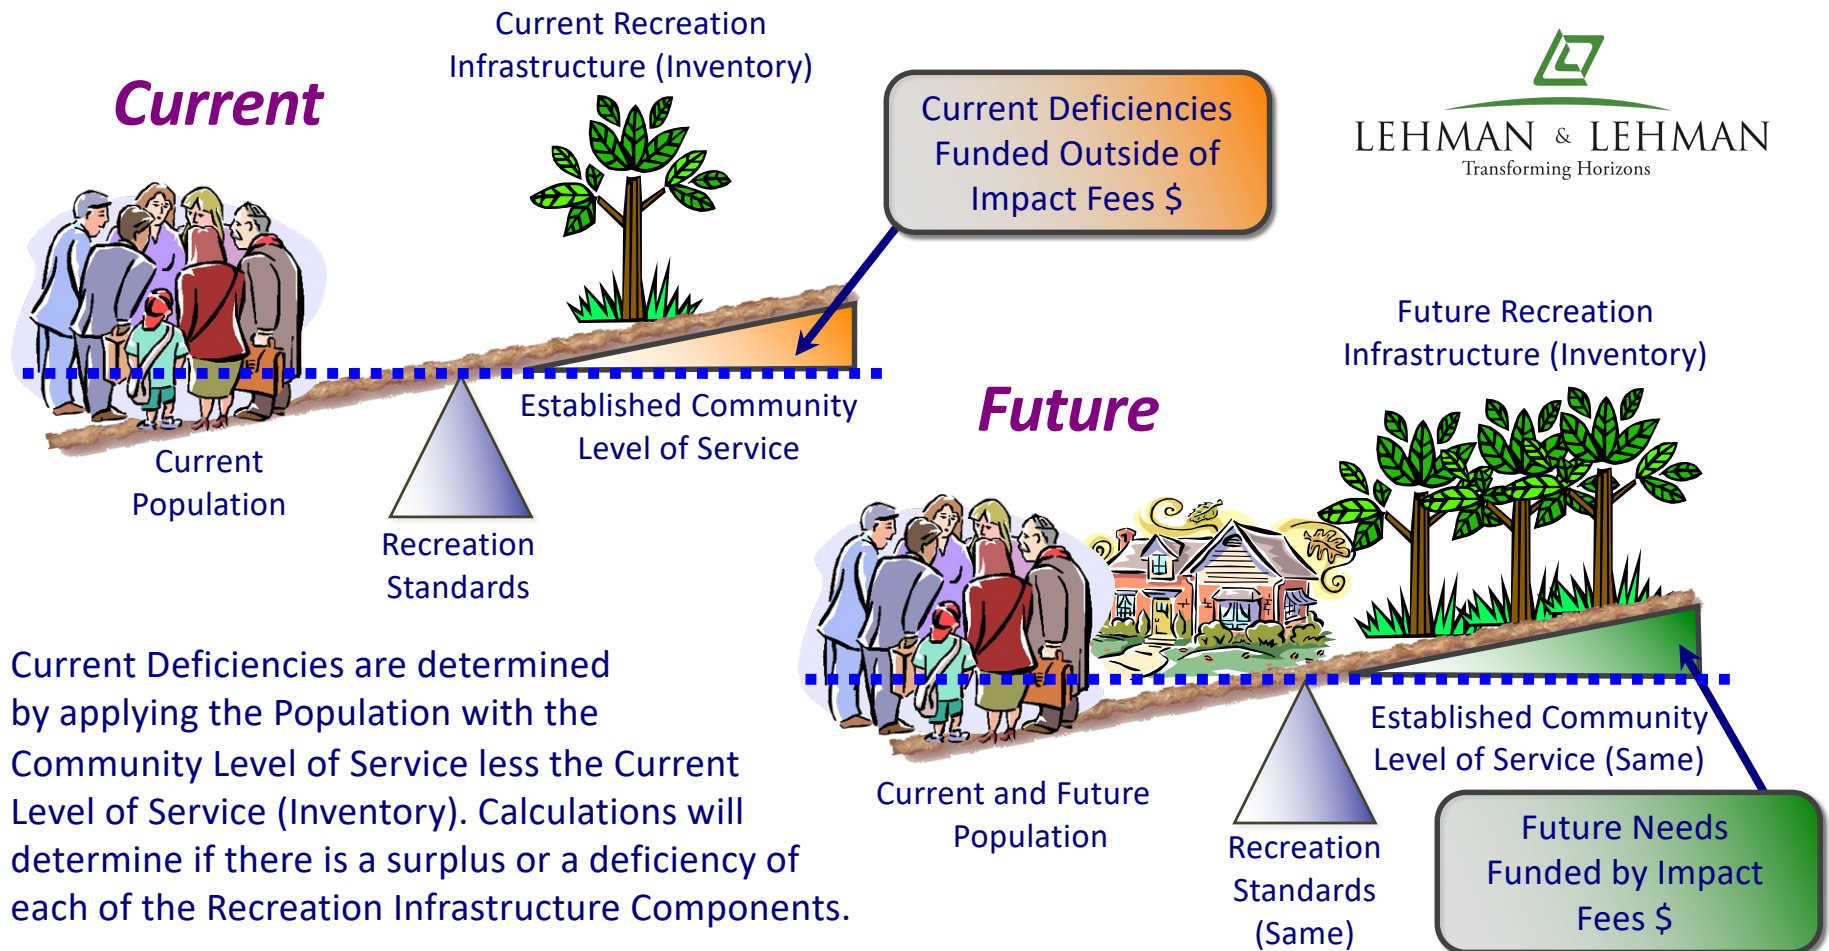 Current Recreation
Infrastructure (Inventory)
Current
Current Deficiencies
Funded Outside of
Impact Fees $
LEHMAN & LEHMAN
Transforming Horizons
Established Community
Level of Service
Current
Population
Recreation
Standards
Future Recreation
Infrastructure (Inventory)
Future
Current Deficiencies are determined
by applying the Population with the
Community Level of Service less the Current
Level of Service (Inventory). Calculations will
determine if there is a surplus or a deficiency of
each of the Recreation Infrastructure Components.
Established Community
Level of Service (Same)
Current and Future
Population
Recreation
Standards
(Same)
Future Needs
Funded by Impact
Fees $